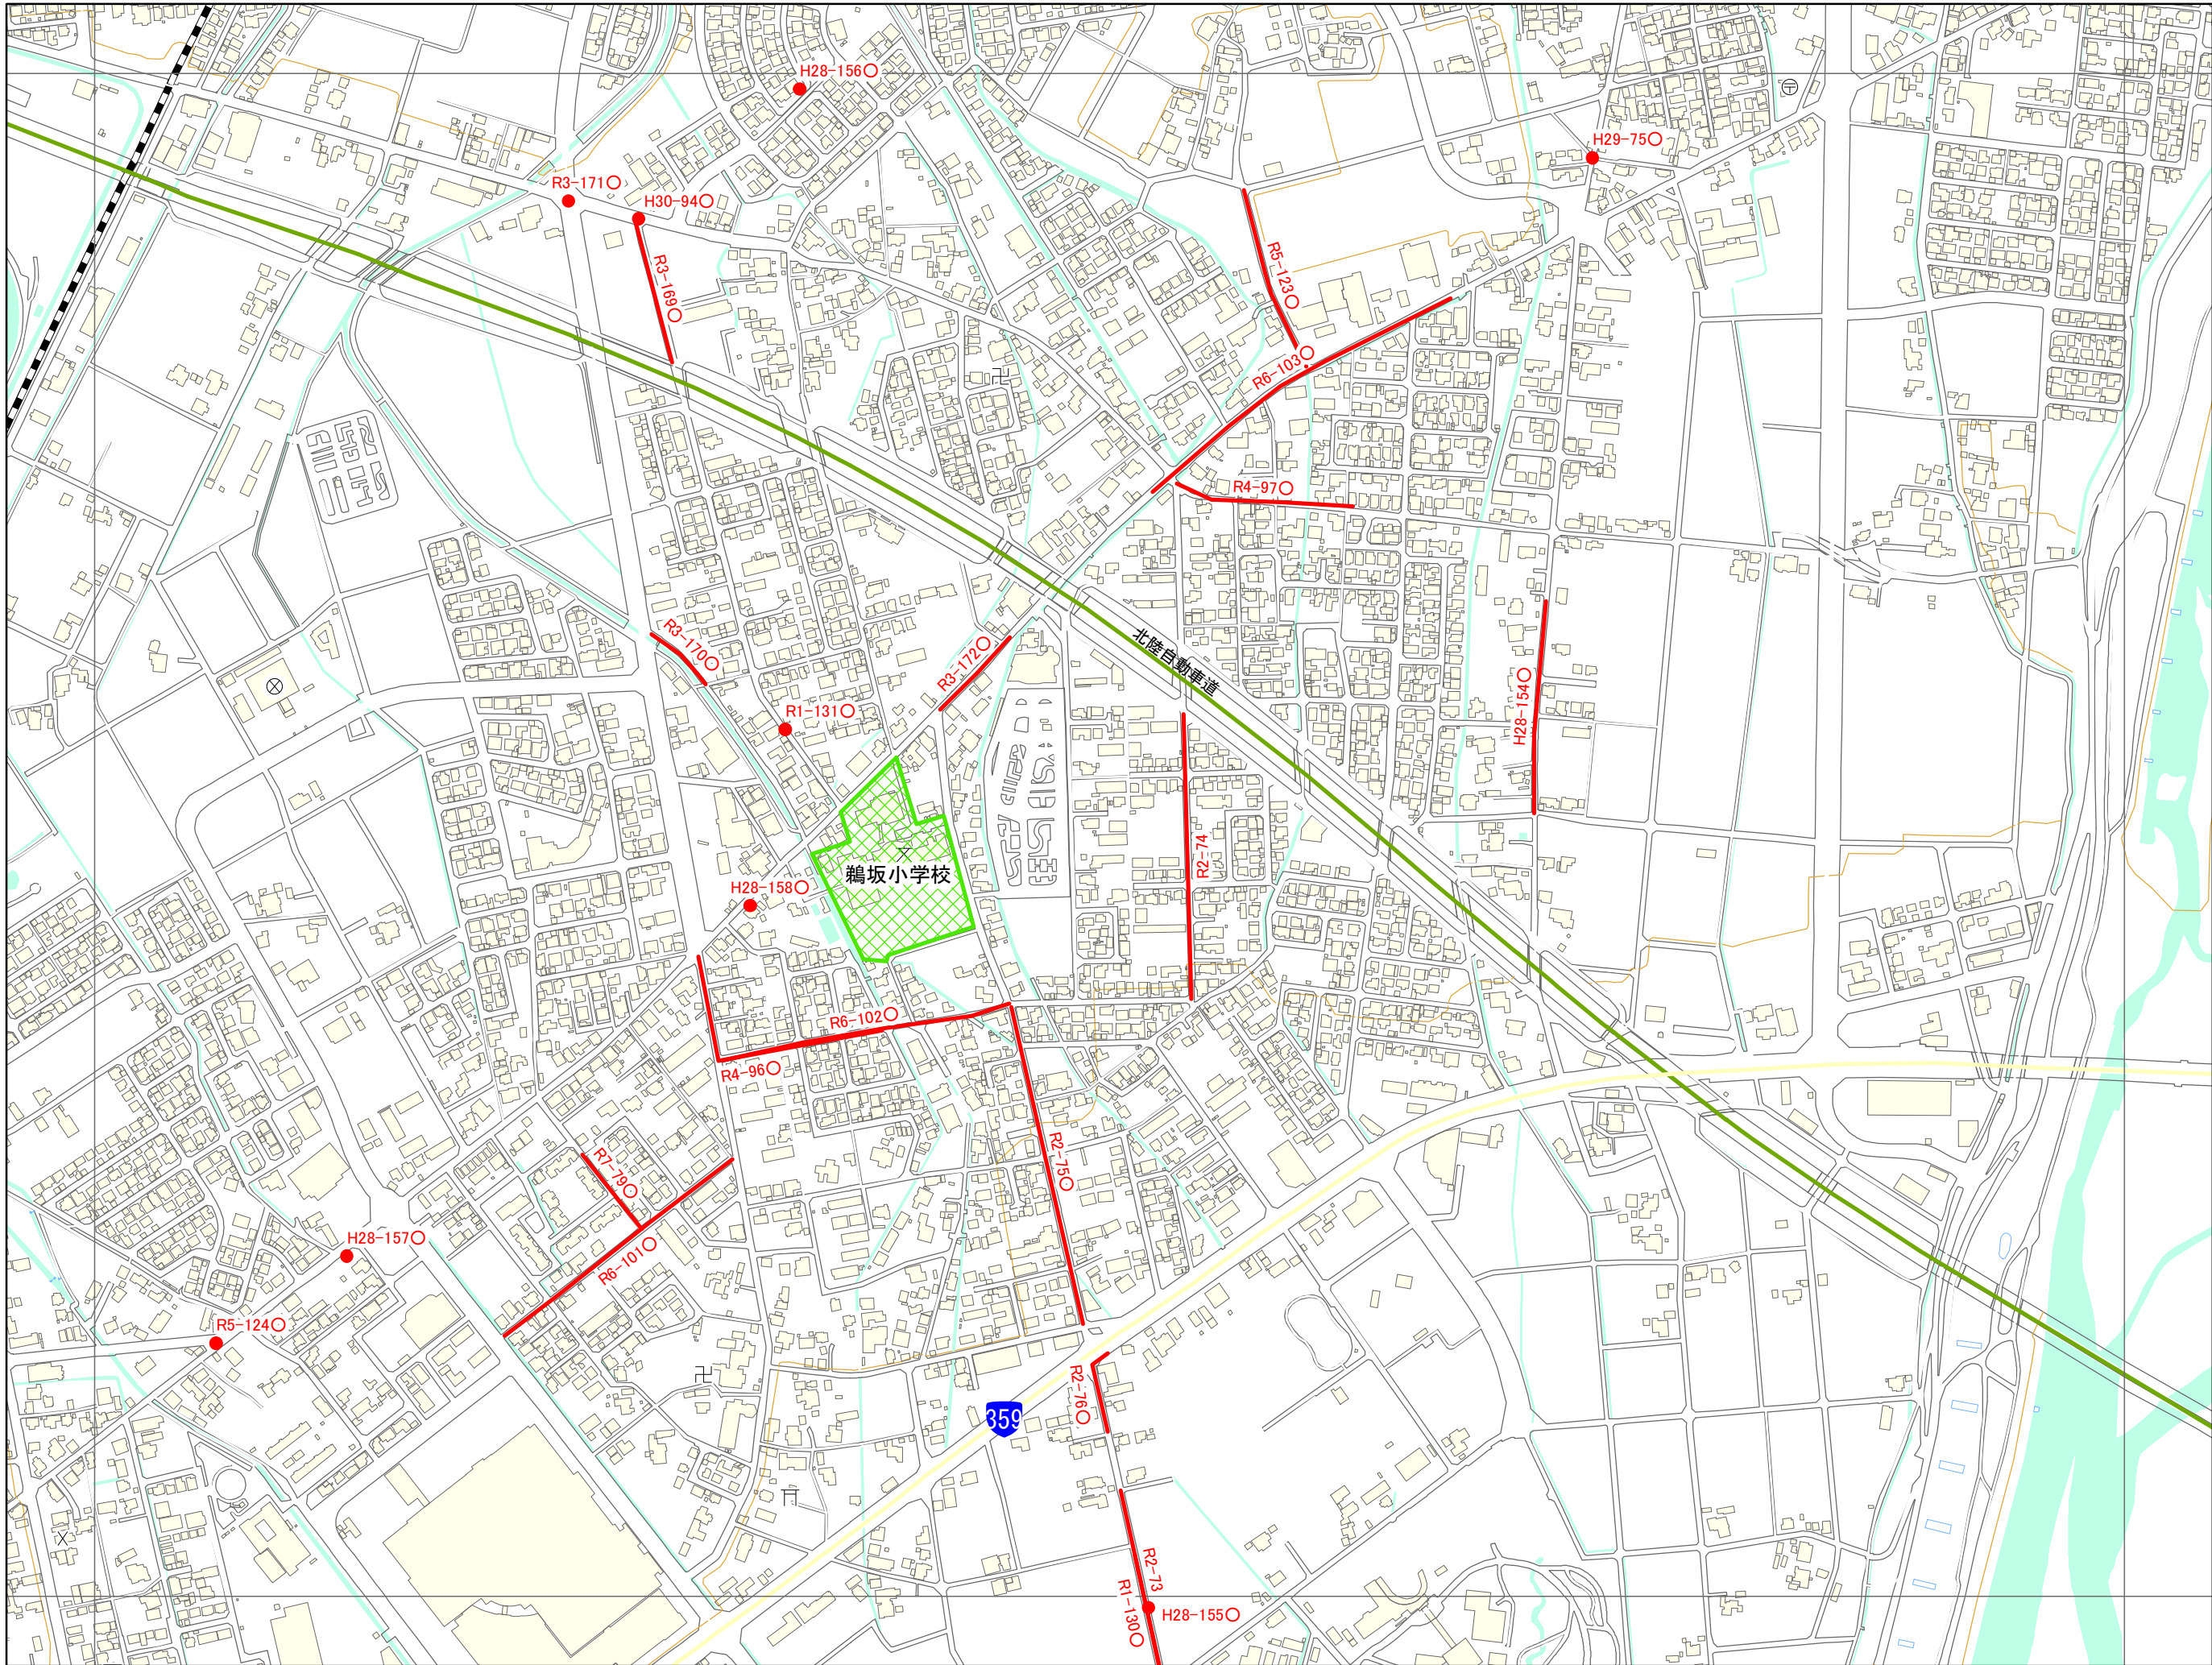 H28-156○
H29-75○
R3-171○
H30-94○
R3-169○
R5-123○
R6-103○
R4-97○
R3-170○
R3-172○
北陸自動車道
H28-154○
R1-131○
R2-74
鵜坂小学校
H28-158○
R6-102○
R4-96○
R2-75○
R7-79○
R6-101○
H28-157○
R5-124○
R2-76○
359
R2-73
R1-130○
H28-155○